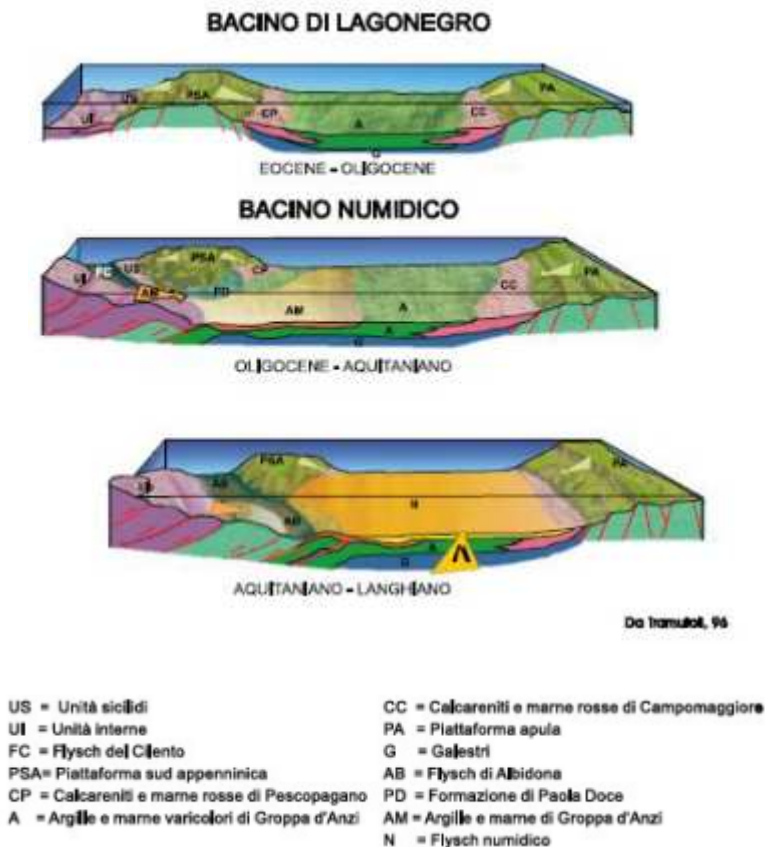 BACINO DI LAGONEGRO
US
PSA
PA
UI
CP
CC
A
G
EOCENE - OLIGOCENE
BACINO NUMIDICO
PSA
UI
FC
US
CP
PA
AB
PD
CC
AM
A
A
G
OLIGOCENE - AQUITANIANO
PSA
PA
UI
AB
N
AB
A
G
AQUITANIANO - LANGHIANO
Da Tramutoli, 96
US = Unità sicilidi
UI = Unità interne
FC = Flysch del Cilento
PSA= Piattaforma sud appenninica
CP = Calcareniti e marne rosse di Pescopagano
A = Argille e marne varicolori di Groppa d'Anzi
CC = Calcareniti e marne rosse di Campomaggiore
PA = Piattaforma apula
G = Galestri
AB = Flysch di Albidona
PD = Formazione di Paola Doce
AM = Argille e marne di Groppa d'Anzi
N = Flysch numidico